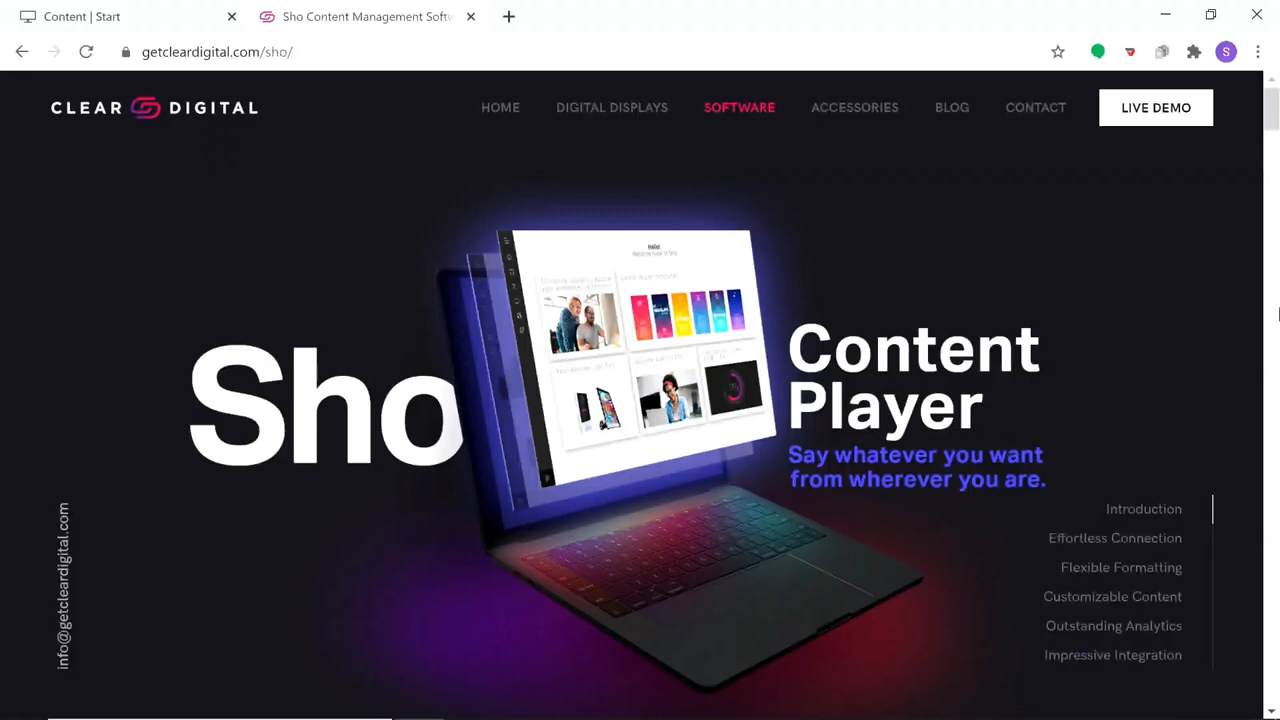 Content | Start
Sho Content Management Softw
getcleardigital.com/sho/
S
CLEAR DIGITAL
HOME
DIGITAL DISPLAYS
SOFTWARE
ACCESSORIES
BLOG
CONTACT
LIVE DEMO
Hello!
Sho
Content
Player
Say whatever you want
from wherever you are.
Introduction
Effortless Connection
Flexible Formatting
Customizable Content
Outstanding Analytics
Impressive Integration
info@getcleardigital.com